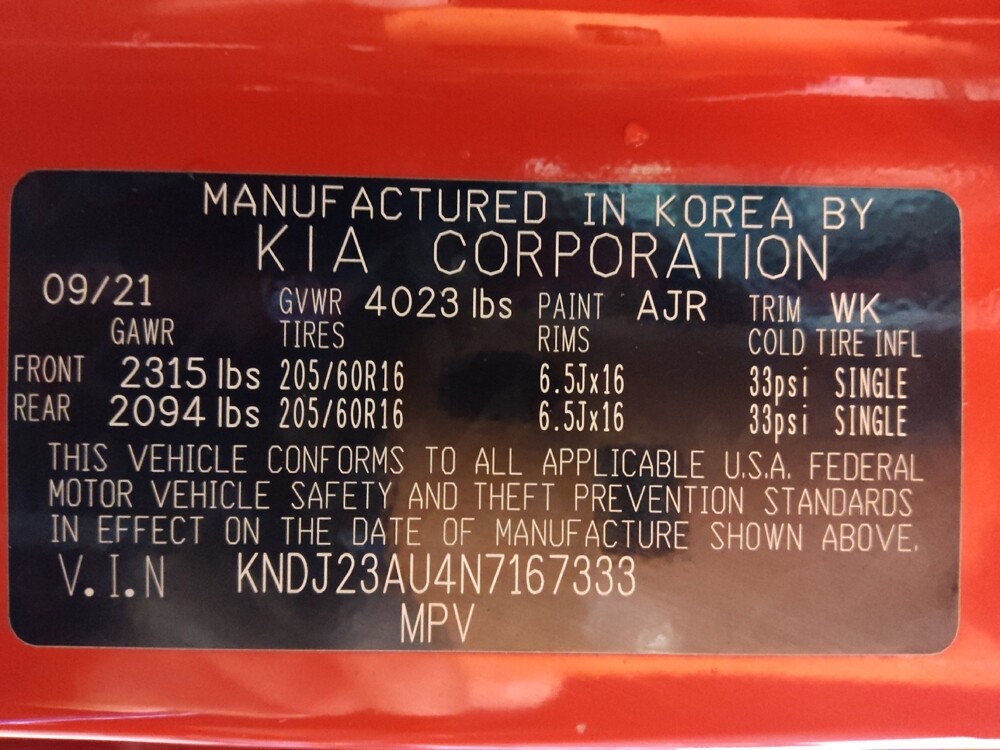 MANUFACTURED IN KOREA BY
KIA CORPORATION
09/21 GVWR 4023 lbs PAINT AJR TRIM WK
GAWR TIRES RIMS COLD TIRE INFL
FRONT 2315 lbs 205/60R16 6.5Jx16 33psi SINGLE
REAR 2094 lbs 205/60R16 6.5Jx16 33psi SINGLE
THIS VEHICLE CONFORMS TO ALL APPLICABLE U.S.A. FEDERAL
MOTOR VEHICLE SAFETY AND THEFT PREVENTION STANDARDS
IN EFFECT ON THE DATE OF MANUFACTURE SHOWN ABOVE.
V.I.N KNDJ23AU4N7167333
MPV